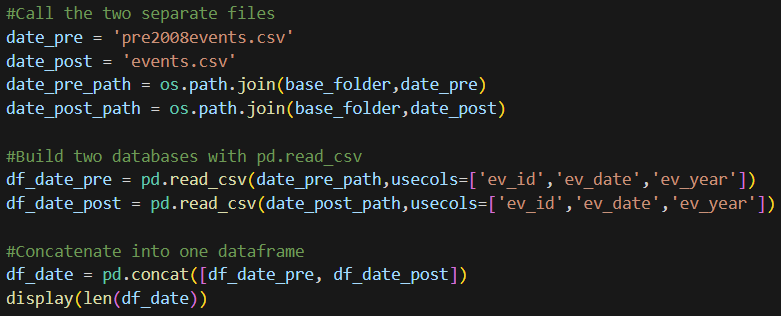 #Call the two separate files
date_pre = 'pre2008events.csv'
date_post = 'events.csv'
date_pre_path = os.path.join(base_folder,date_pre)
date_post_path = os.path.join(base_folder,date_post)
#Build two databases with pd.read_csv
df_date_pre = pd.read_csv(date_pre_path,usecols=['ev_id','ev_date','ev_year'])
df_date_post = pd.read_csv(date_post_path,usecols=['ev_id','ev_date','ev_year'])
#Concatenate into one dataframe
df_date = pd.concat([df_date_pre, df_date_post])
display(len(df_date))